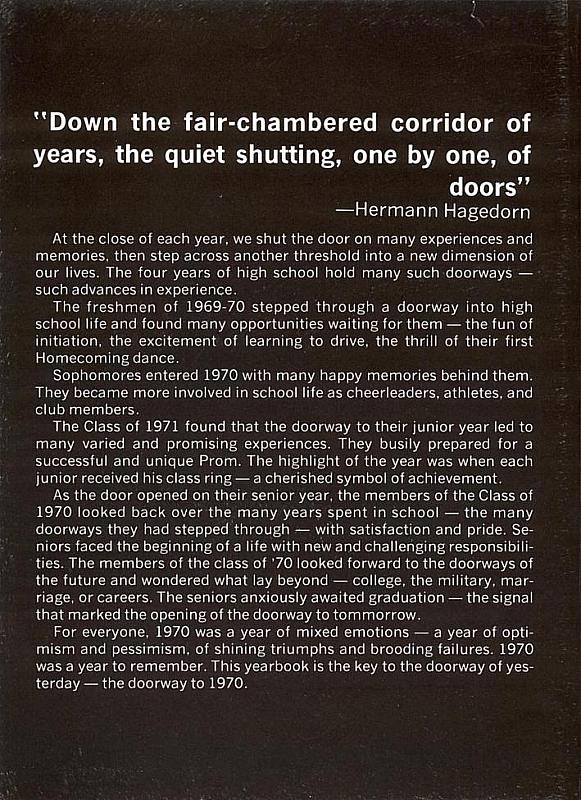 "Down the fair-chambered corridor of
years, the quiet shutting, one by one, of
doors"
—Hermann Hagedorn
At the close of each year, we shut the door on many experiences and
memories, then step across another threshold into a new dimension of
our lives. The four years of high school hold many such doorways —
such advances in experience.
The freshmen of 1969-70 stepped through a doorway into high
school life and found many opportunities waiting for them — the fun of
initiation, the excitement of learning to drive, the thrill of their first
Homecoming dance.
Sophomores entered 1970 with many happy memories behind them.
They became more involved in school life as cheerleaders, athletes, and
club members.
The Class of 1971 found that the doorway to their junior year led to
many varied and promising experiences. They busily prepared for a
successful and unique Prom. The highlight of the year was when each
junior received his class ring — a cherished symbol of achievement.
As the door opened on their senior year, the members of the Class of
1970 looked back over the many years spent in school — the many
doorways they had stepped through — with satisfaction and pride. Se-
niors faced the beginning of a life with new and challenging responsibili-
ties. The members of the class of '70 looked forward to the doorways of
the future and wondered what lay beyond — college, the military, mar-
riage, or careers. The seniors anxiously awaited graduation — the signal
that marked the opening of the doorway to tommorrow.
For everyone, 1970 was a year of mixed emotions — a year of opti-
mism and pessimism, of shining triumphs and brooding failures. 1970
was a year to remember. This yearbook is the key to the doorway of yes-
terday — the doorway to 1970.